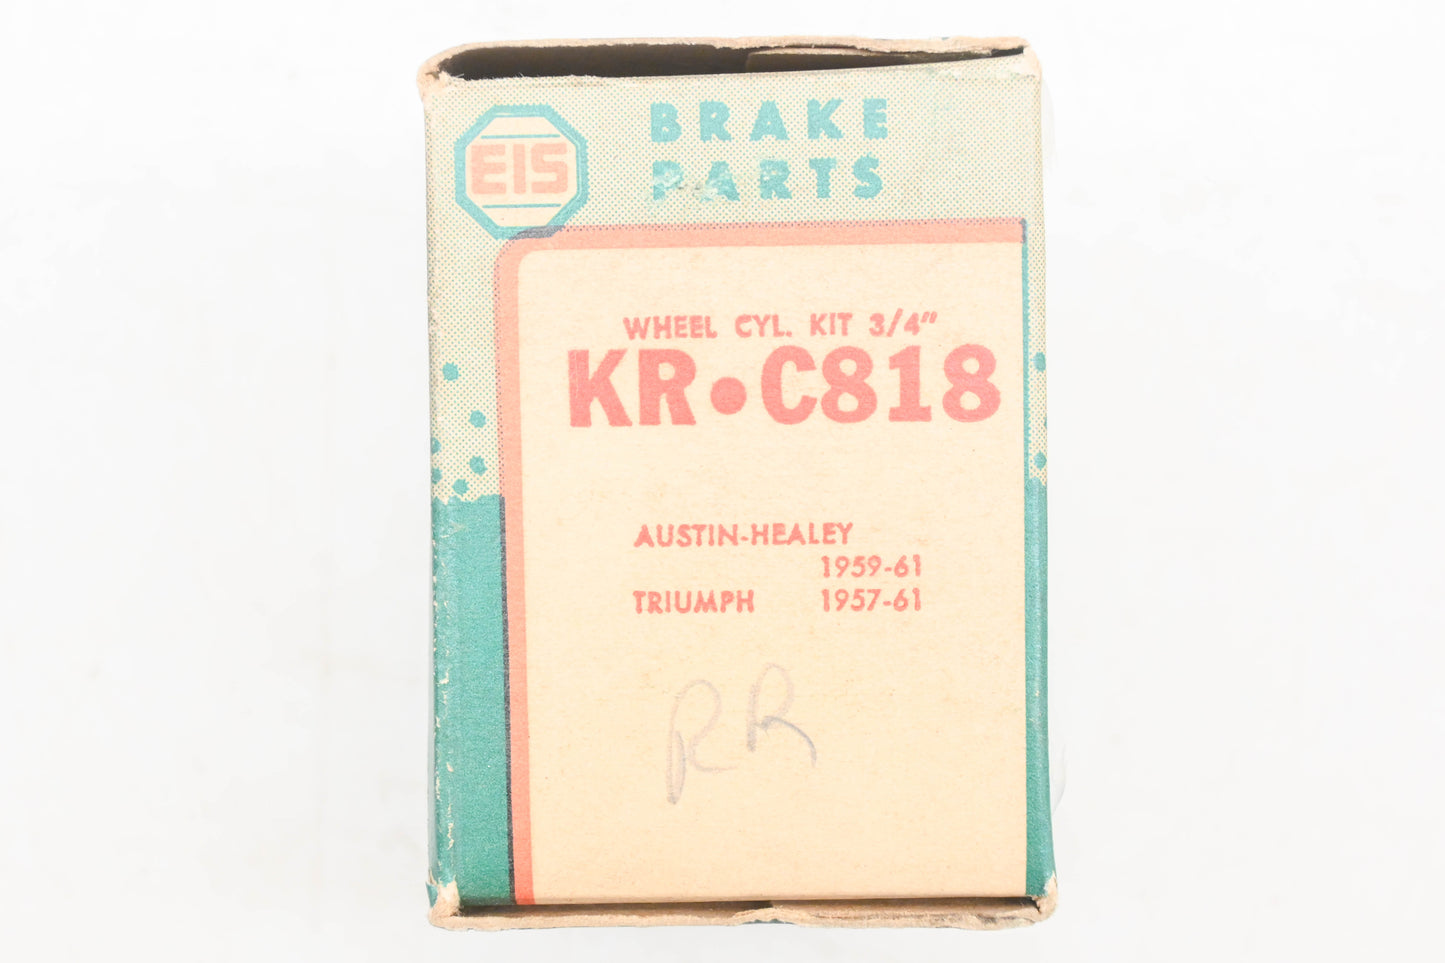 EIS
BRAKE
PARTS
WHEEL CYL. KIT 3/4"
KR•C818
AUSTIN-HEALEY
1959-61
TRIUMPH 1957-61
RR